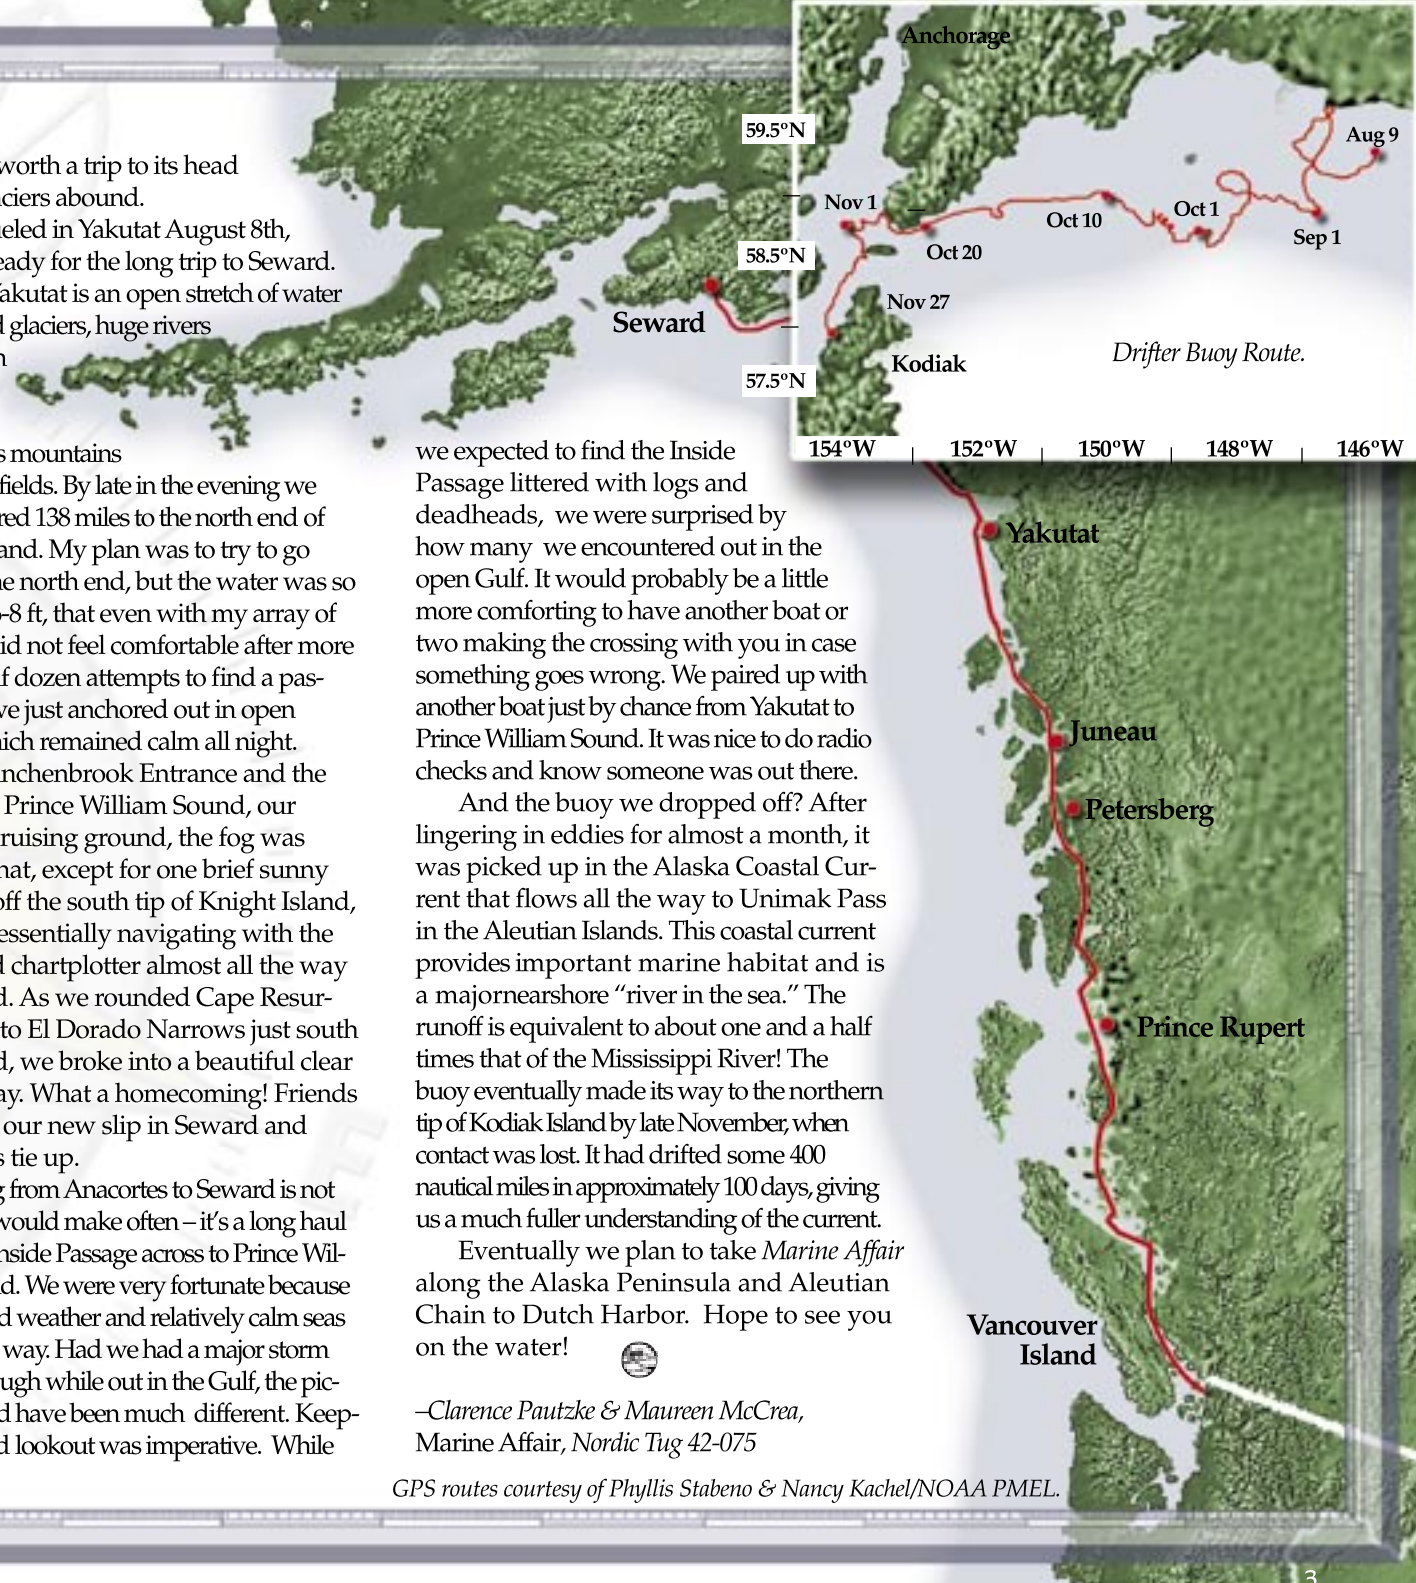 worth a trip to its head
ciers abound.
eled in Yakutat August 8th,
eady for the long trip to Seward.
Yakutat is an open stretch of water
d glaciers, huge rivers
s mountains
fields. By late in the evening we
red 138 miles to the north end of
and. My plan was to try to go
e north end, but the water was so
-8 ft, that even with my array of
id not feel comfortable after more
f dozen attempts to find a pas-
ve just anchored out in open
ich remained calm all night.
inchenbrook Entrance and the
Prince William Sound, our
ruising ground, the fog was
hat, except for one brief sunny
off the south tip of Knight Island,
essentially navigating with the
d chartplotter almost all the way
d. As we rounded Cape Resur-
to El Dorado Narrows just south
d, we broke into a beautiful clear
ay. What a homecoming! Friends
our new slip in Seward and
s tie up.
g from Anacortes to Seward is not
would make often – it's a long haul
nside Passage across to Prince Wil-
d. We were very fortunate because
d weather and relatively calm seas
way. Had we had a major storm
ugh while out in the Gulf, the pic-
d have been much different. Keep-
d lookout was imperative. While
we expected to find the Inside
Passage littered with logs and
deadheads, we were surprised by
how many we encountered out in the
open Gulf. It would probably be a little
more comforting to have another boat or
two making the crossing with you in case
something goes wrong. We paired up with
another boat just by chance from Yakutat to
Prince William Sound. It was nice to do radio
checks and know someone was out there.
And the buoy we dropped off? After
lingering in eddies for almost a month, it
was picked up in the Alaska Coastal Cur-
rent that flows all the way to Unimak Pass
in the Aleutian Islands. This coastal current
provides important marine habitat and is
a majornearshore “river in the sea.” The
runoff is equivalent to about one and a half
times that of the Mississippi River! The
buoy eventually made its way to the northern
tip of Kodiak Island by late November, when
contact was lost. It had drifted some 400
nautical miles in approximately 100 days, giving
us a much fuller understanding of the current.
Eventually we plan to take Marine Affair
along the Alaska Peninsula and Aleutian
Chain to Dutch Harbor. Hope to see you
on the water!
–Clarence Pautzke & Maureen McCrea,
Marine Affair, Nordic Tug 42-075
GPS routes courtesy of Phyllis Stabeno & Nancy Kachel/NOAA PMEL.
Seward
Anchorage
59.5ºN
58.5ºN
57.5ºN
Aug 9
Nov 1
Oct 1
Oct 10
Sep 1
Oct 20
Nov 27
Drifter Buoy Route.
Kodiak
154ºW
152ºW
150ºW
148ºW
146ºW
Yakutat
Juneau
Petersberg
Prince Rupert
Vancouver
Island
3